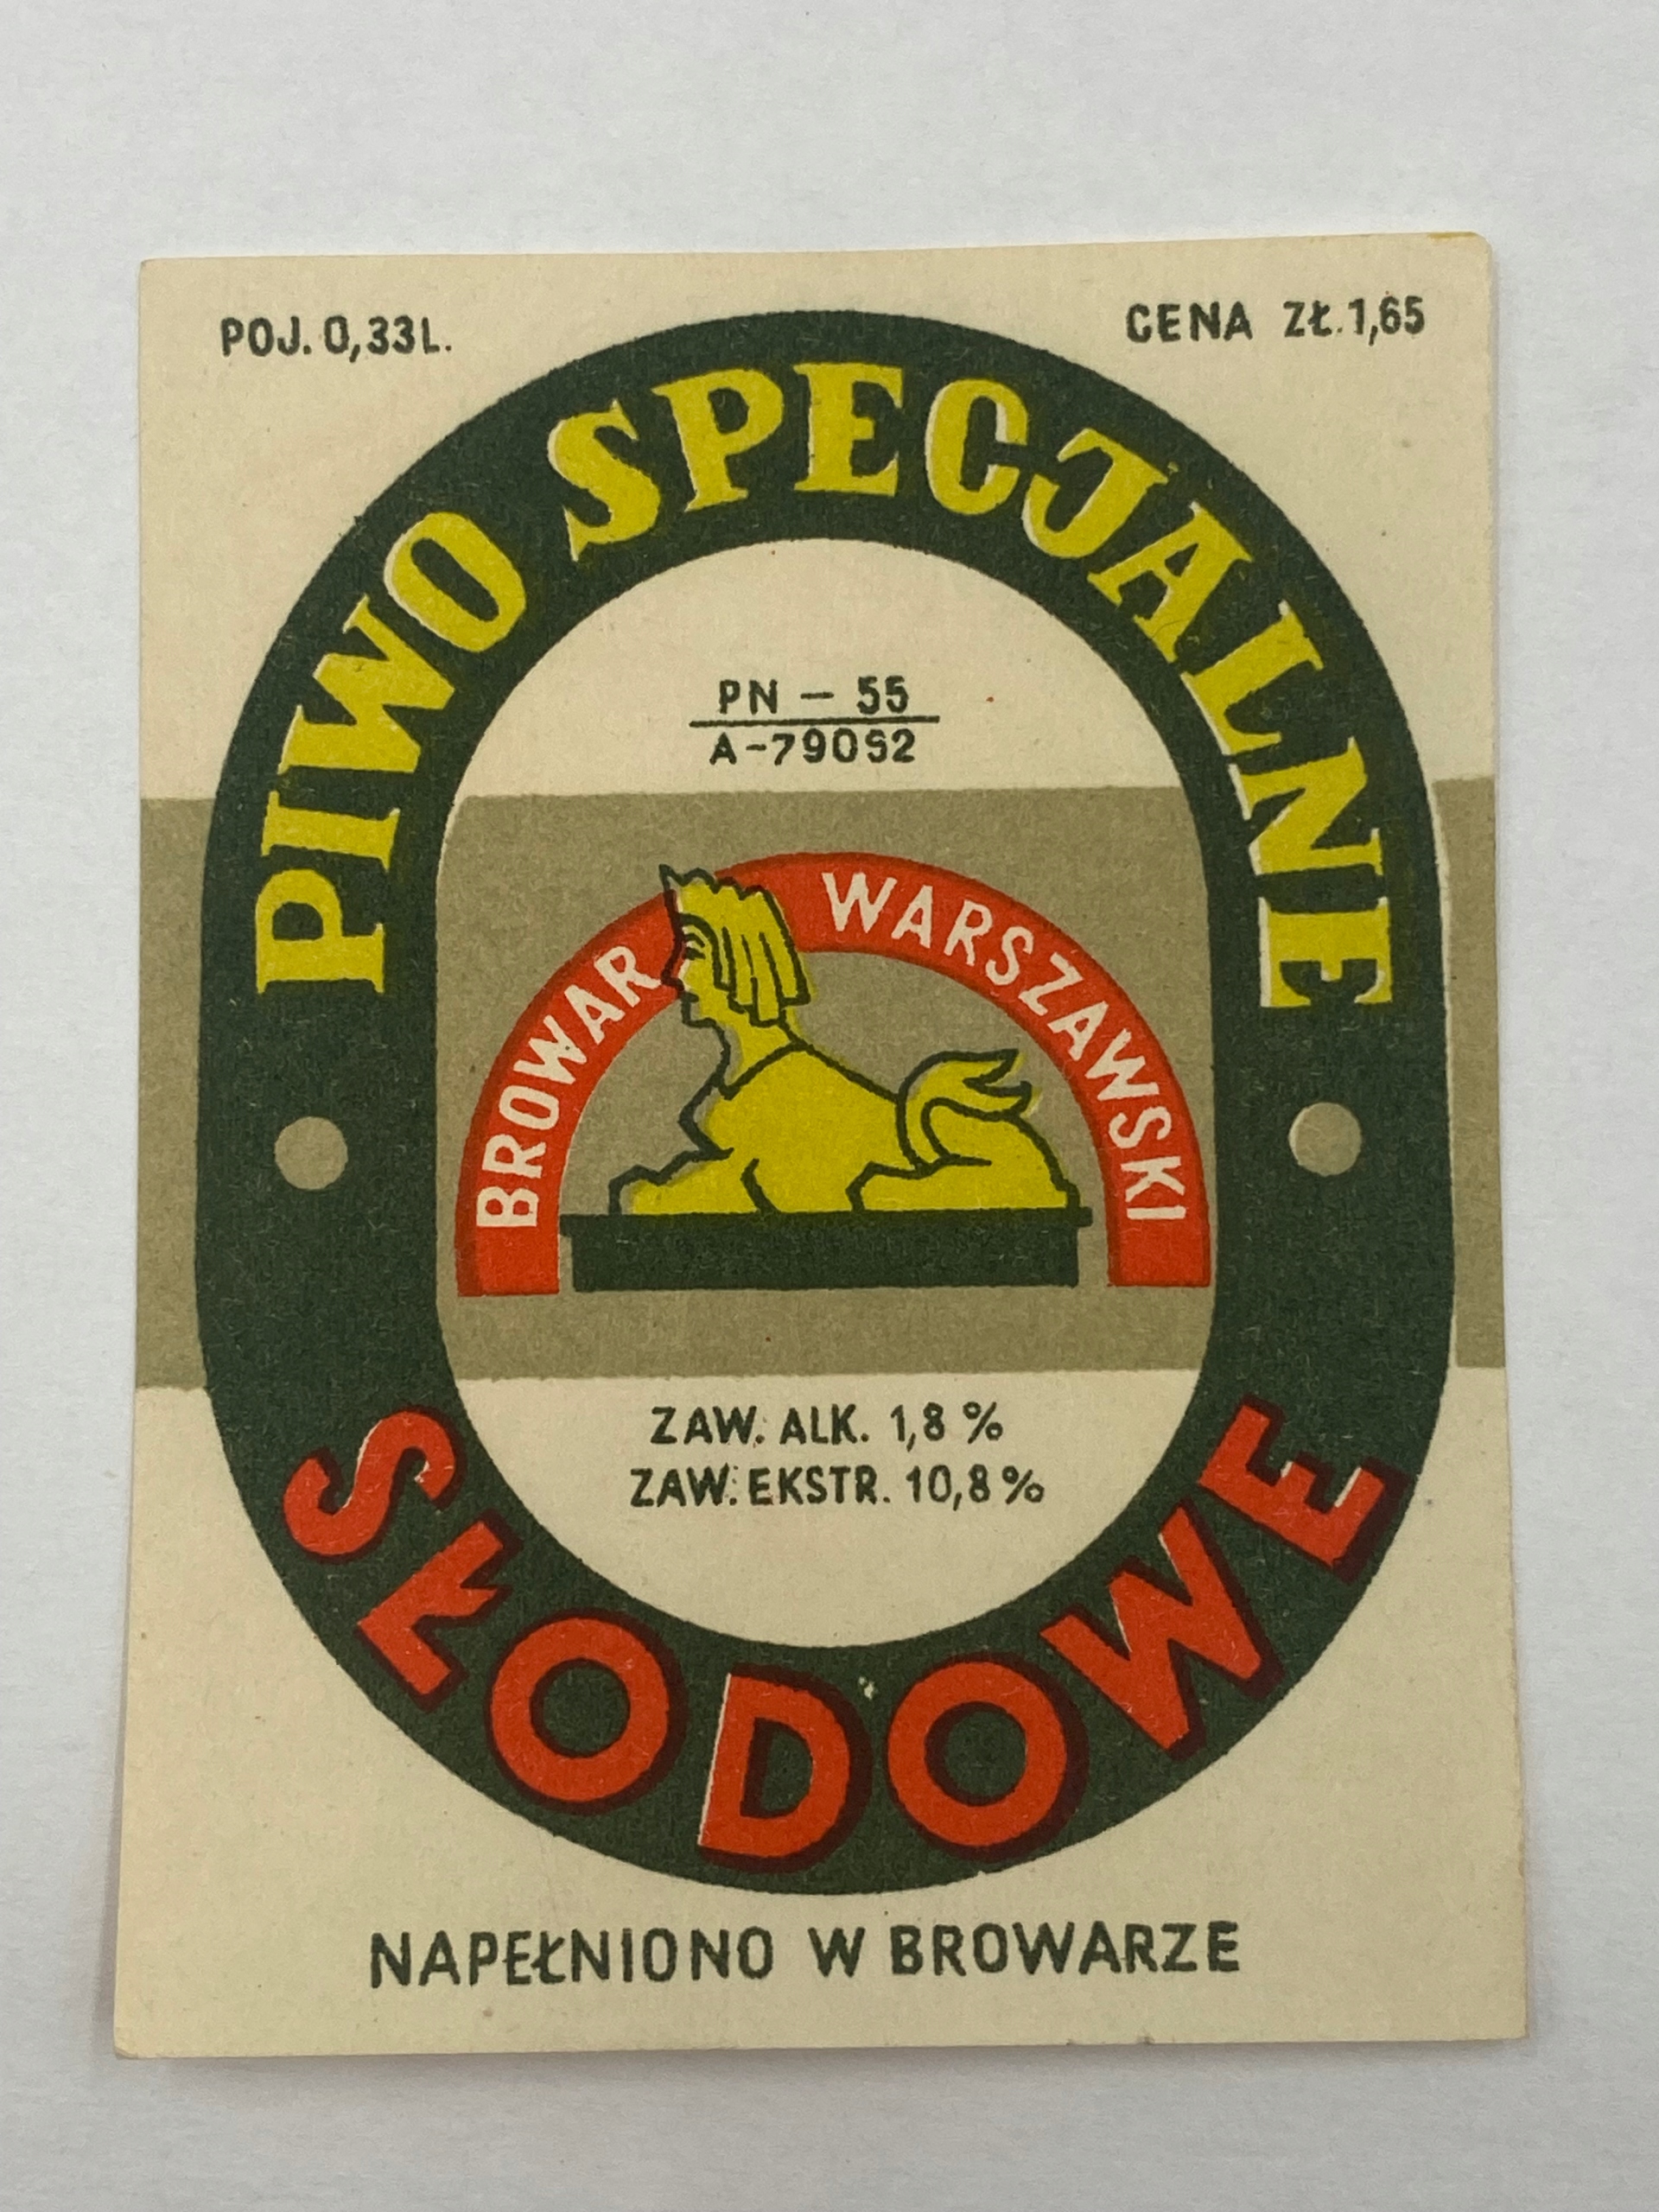 POJ. 0,33L.
CENA ZŁ.1,65
PIWO SPECJALNE
PN – 55
A-79092
BROWAR WARSZAWSKI
ZAW. ALK. 1,8 %
ZAW. EKSTR. 10,8%
SŁODOWE
NAPEŁNIONO W BROWARZE